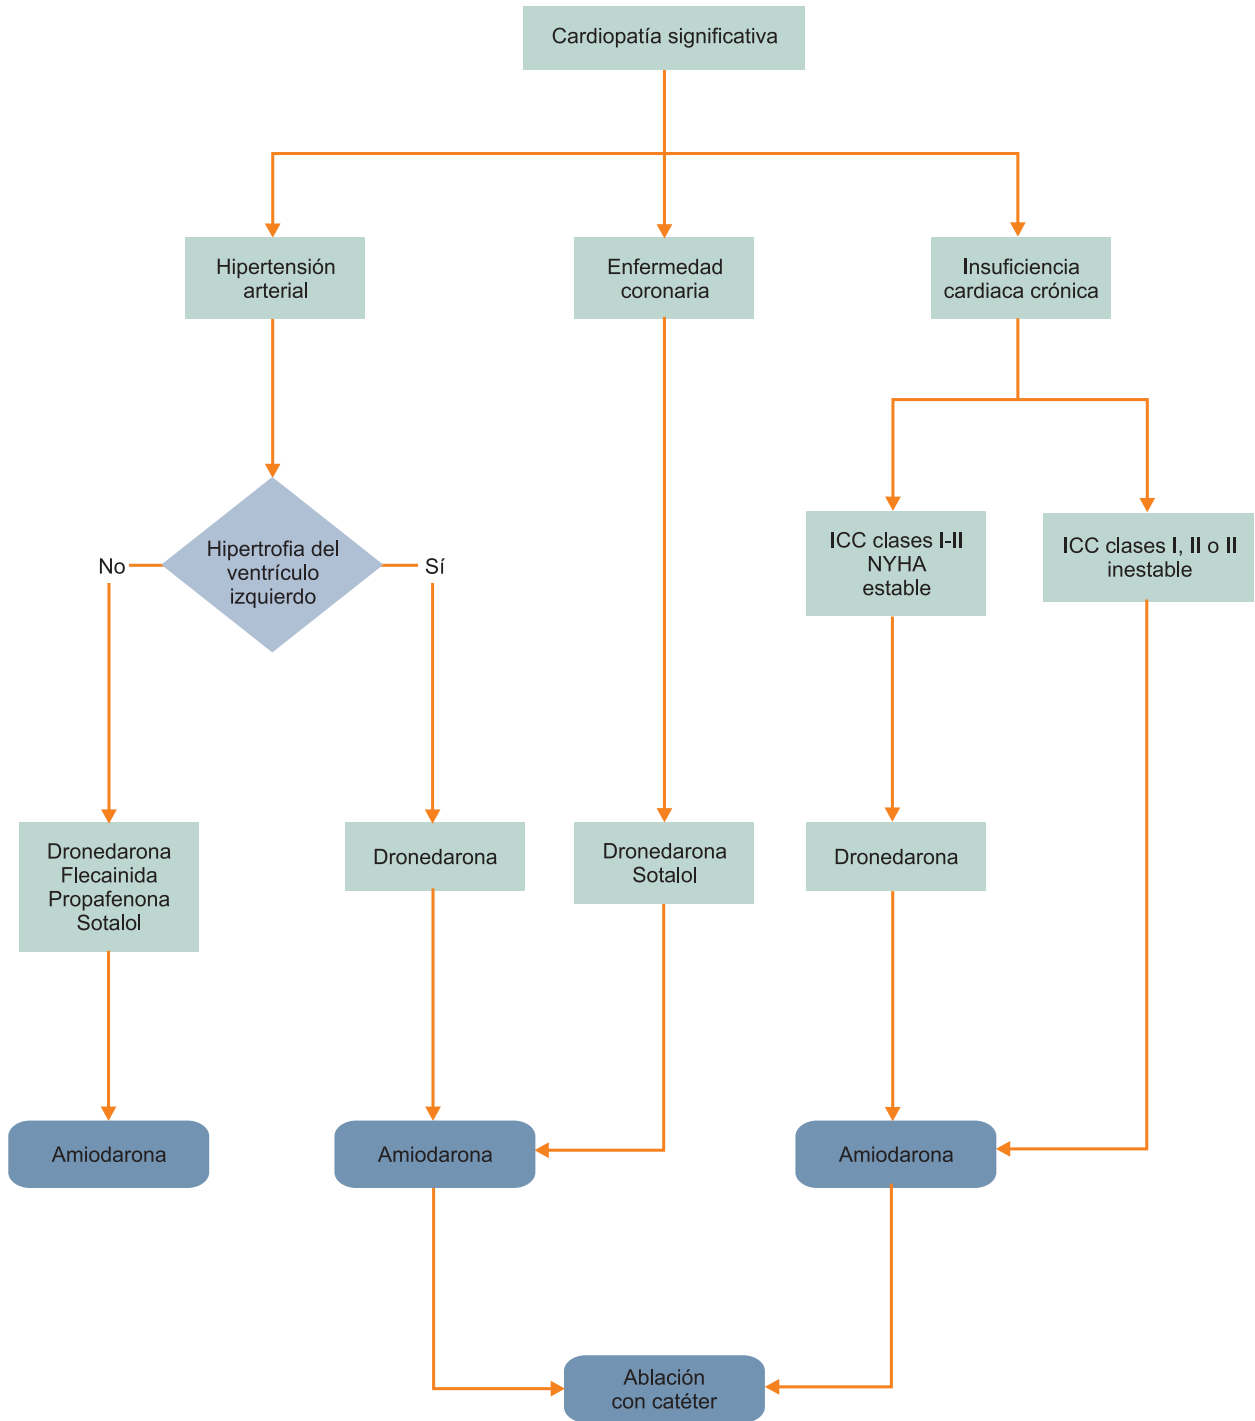 Cardiopatía significativa
Hipertensión
arterial
Enfermedad
coronaria
Insuficiencia
cardiaca crónica
Hipertrofia del
ventrículo
izquierdo
No
Sí
ICC clases I-II
NYHA
estable
ICC clases I, II o II
inestable
Dronedarona
Flecainida
Propafenona
Sotalol
Dronedarona
Dronedarona
Sotalol
Dronedarona
Amiodarona
Amiodarona
Amiodarona
Ablación
con catéter